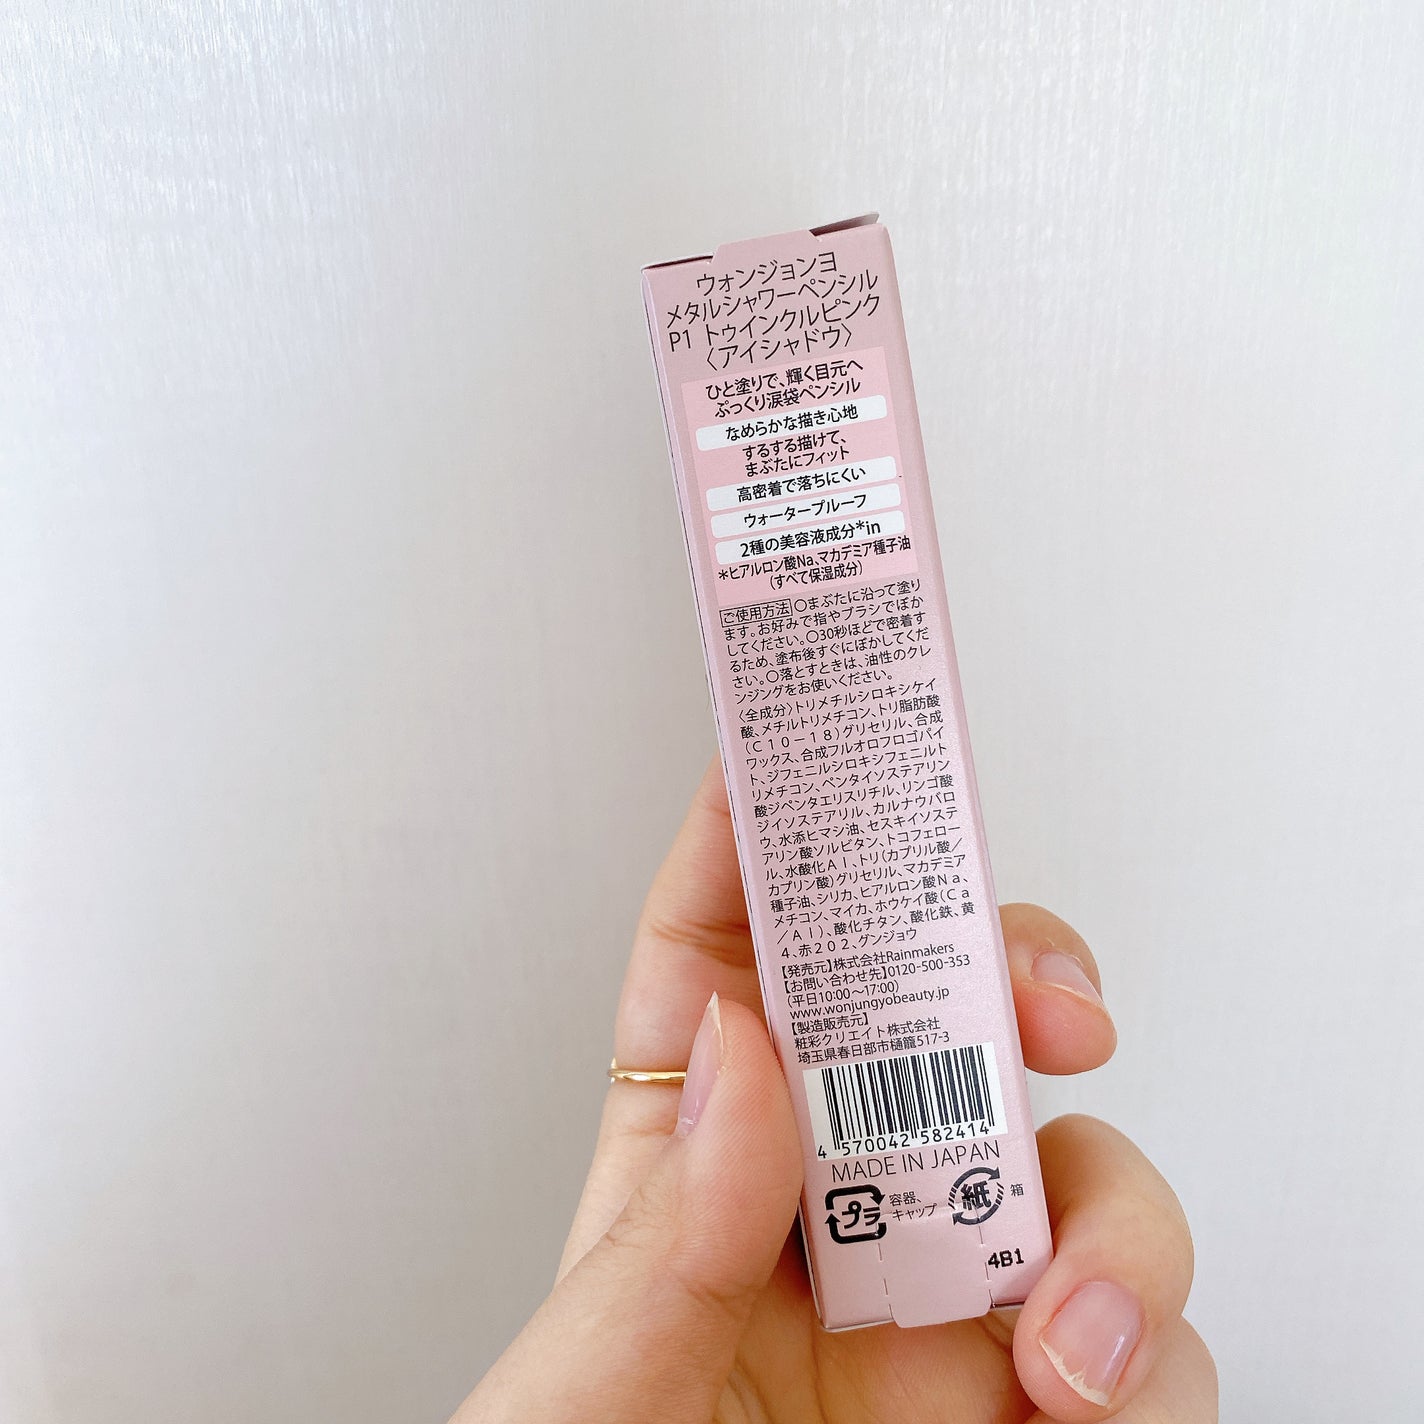 ウォンジョンヨ
メタルシャワーペンシル
P1 トゥインクルピンク
〈アイシャドウ〉
ひと塗りで、輝く目元へ
ぷっくり涙袋ペンシル
なめらかな描き心地
するする描けて、
まぶたにフィット
高密着で落ちにくい
ウォータープルーフ
2種の美容液成分*in
*ヒアルロン酸Na、マカデミア種子油
(すべて保湿成分)
ご使用方法 〇まぶたに沿って塗り
ます。お好みで指やブラシでぼか
してください。〇30秒ほどで密着す
るため、塗布後すぐにぼかしてくだ
さい。〇落とすときは、油性のクレ
ンジングをお使いください。
〈全成分〉トリメチルシロキシケイ
酸、メチルトリメチコン、トリ脂肪酸
(C10-18)グリセリル、合成
ワックス、合成フルオロフロゴパイ
ト、ジフェニルシロキシフェニルト
リメチコン、ペンタイソステアリン
酸ジペンタエリスリチル、リンゴ酸
ジイソステアリル、カルナウバロ
ウ、水添ヒマシ油、セスキイソステ
アリン酸ソルビタン、トコフェロー
ル、水酸化Al、トリ(カプリル酸/
カプリン酸)グリセリル、マカデミア
種子油、シリカ、ヒアルロン酸Na、
メチコン、マイカ、ホウケイ酸(Ca
/Al)、酸化チタン、酸化鉄、黄
4、赤202、グンジョウ
【発売元】株式会社Rainmakers
【お問い合わせ先】0120-500-353
(平日10:00～17:00)
www.wonjungyobeauty.jp
【製造販売元】
粧彩クリエイト株式会社
埼玉県春日部市樋籠517-3
4 570042 582414
MADE IN JAPAN
プラ 容器、キャップ 紙 箱
4B1